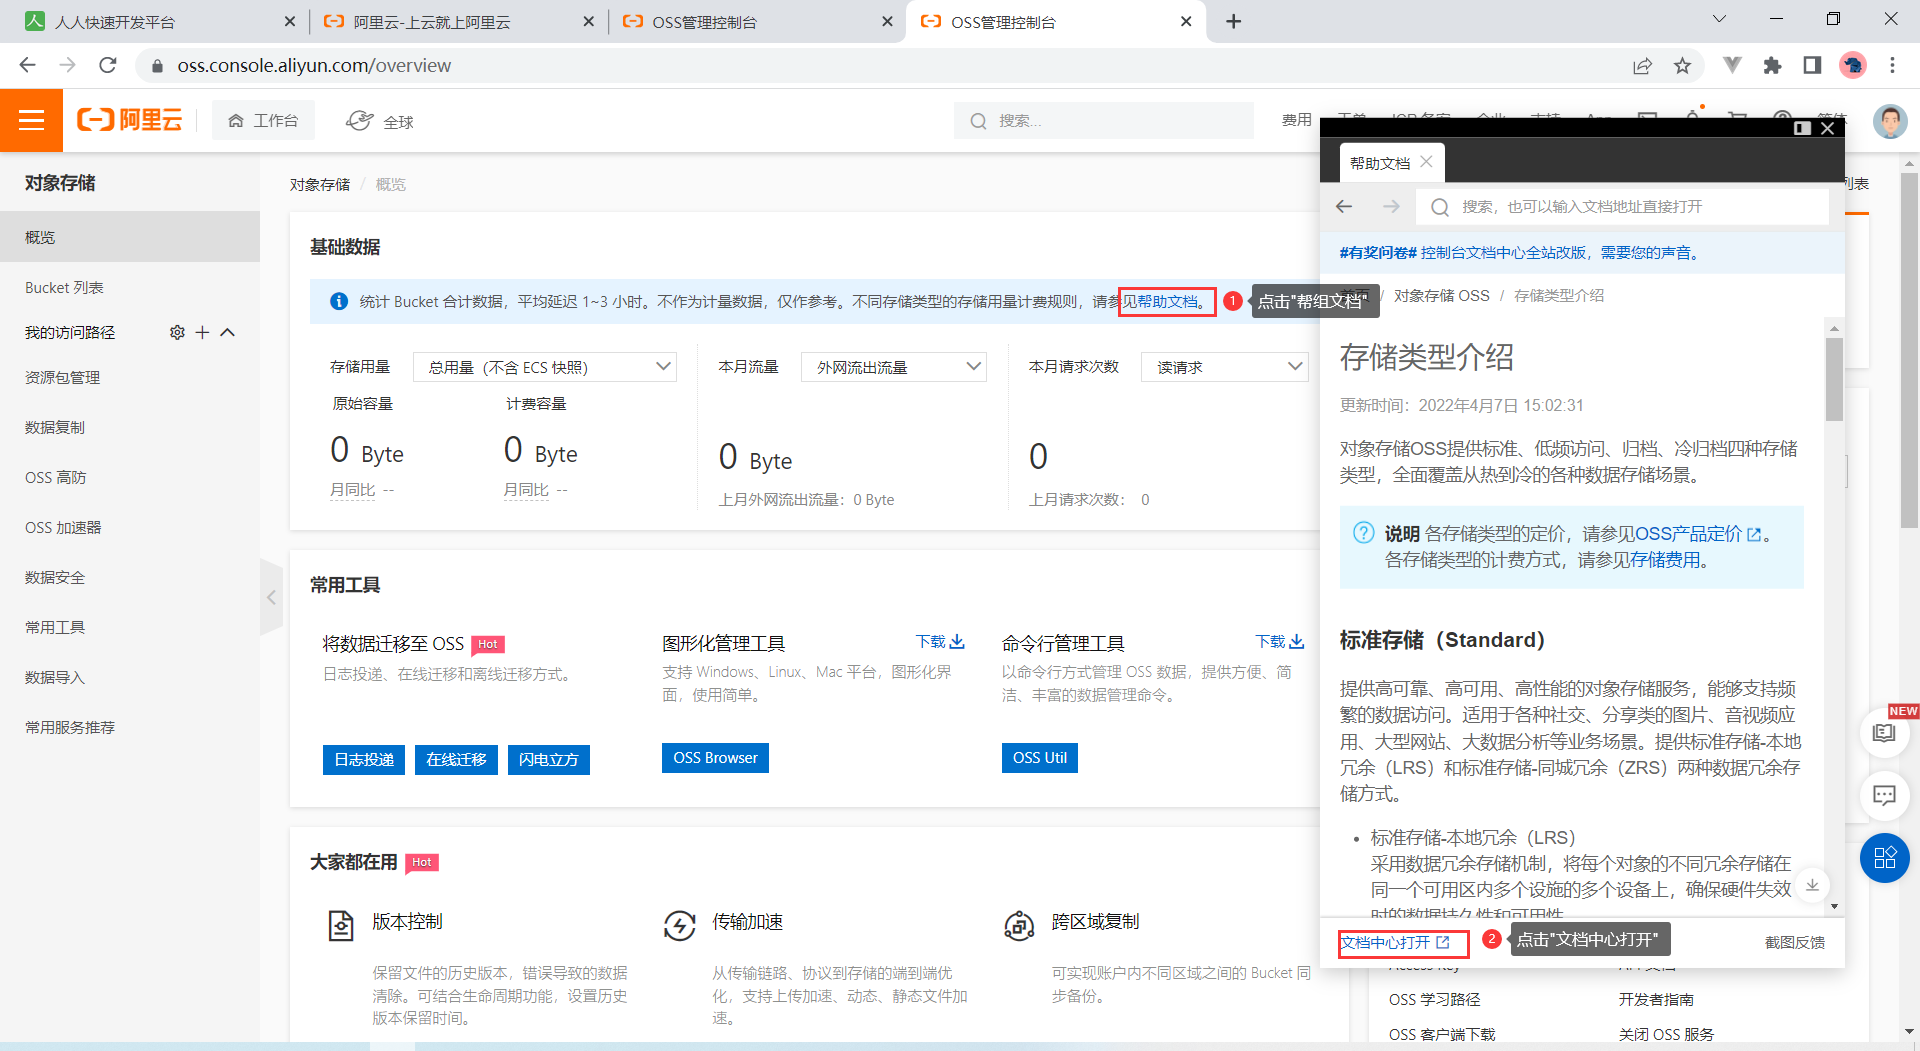 人人快速开发平台
阿里云-上云就上阿里云
OSS管理控制台
OSS管理控制台
oss.console.aliyun.com/overview
阿里云
工作台
全球
搜索...
费用
对象存储
概览
Bucket 列表
我的访问路径
资源包管理
数据复制
OSS 高防
OSS 加速器
数据安全
常用工具
数据导入
常用服务推荐
对象存储 / 概览
列表
基础数据
统计 Bucket 合计数据，平均延迟 1~3 小时。不作为计量数据，仅作参考。不同存储类型的存储用量计费规则，请参见帮助文档。
1 点击"帮组文档"
存储用量 总用量（不含 ECS 快照）
原始容量 计费容量
0 Byte 0 Byte
月同比 -- 月同比 --
本月流量 外网流出流量
0 Byte
上月外网流出流量：0 Byte
本月请求次数 读请求
0
上月请求次数： 0
常用工具
将数据迁移至 OSS Hot
日志投递、在线迁移和离线迁移方式。
日志投递 在线迁移 闪电立方
图形化管理工具 下载
支持 Windows、Linux、Mac 平台，图形化界
面，使用简单。
OSS Browser
命令行管理工具 下载
以命令行方式管理 OSS 数据，提供方便、简
洁、丰富的数据管理命令。
OSS Util
大家都在用 Hot
版本控制
保留文件的历史版本，错误导致的数据
清除。可结合生命周期功能，设置历史
版本保留时间。
传输加速
从传输链路、协议到存储的端到端优
化，支持上传加速、动态、静态文件加
速。
跨区域复制
可实现账户内不同区域之间的 Bucket 同
步备份。
帮助文档
搜索，也可以输入文档地址直接打开
#有奖问卷# 控制台文档中心全站改版，需要您的声音。
首页 / 对象存储 OSS / 存储类型介绍
存储类型介绍
更新时间：2022年4月7日 15:02:31
对象存储OSS提供标准、低频访问、归档、冷归档四种存储
类型，全面覆盖从热到冷的各种数据存储场景。
说明 各存储类型的定价，请参见OSS产品定价 。
各存储类型的计费方式，请参见存储费用。
标准存储（Standard）
提供高可靠、高可用、高性能的对象存储服务，能够支持频
繁的数据访问。适用于各种社交、分享类的图片、音视频应
用、大型网站、大数据分析等业务场景。提供标准存储-本地
冗余（LRS）和标准存储-同城冗余（ZRS）两种数据冗余存
储方式。
• 标准存储-本地冗余（LRS）
采用数据冗余存储机制，将每个对象的不同冗余存储在
同一个可用区内多个设施的多个设备上，确保硬件失效
时的数据持久性和可用性
文档中心打开
2 点击"文档中心打开"
截图反馈
OSS 学习路径 开发者指南
OSS 客户端下载 关闭 OSS 服务
NEW